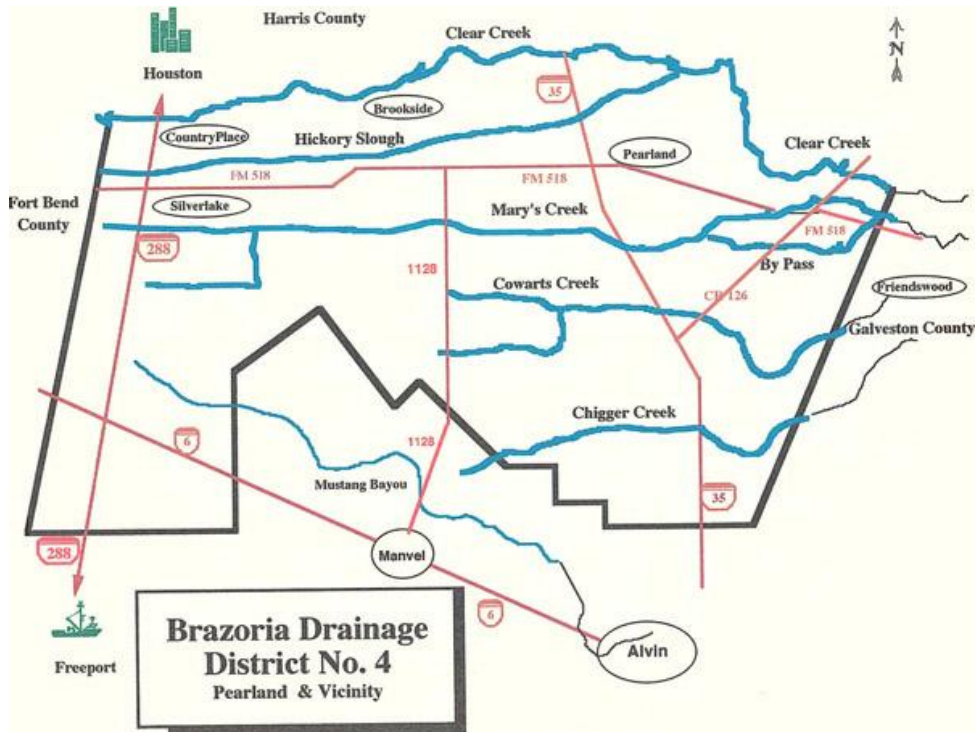 Harris County
Clear Creek
N
Houston
35
Brookside
CountryPlace
Hickory Slough
Pearland
Clear Creek
FM 518
FM 518
Fort Bend
County
Silverlake
Mary's Creek
FM 518
288
By Pass
1128
Cowarts Creek
CR 126
Friendswood
Galveston County
Chigger Creek
6
1128
Mustang Bayou
35
288
Manvel
6
Brazoria Drainage
District No. 4
Pearland & Vicinity
Freeport
Alvin